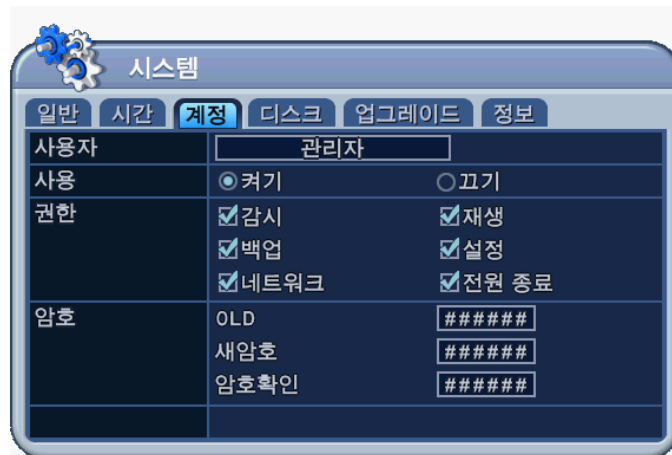 시스템
일반 시간 계정 디스크 업그레이드 정보
사용자 관리자
사용 켜기 끄기
권한 감시 재생
백업 설정
네트워크 전원 종료
암호 OLD ######
새암호 ######
암호확인 ######